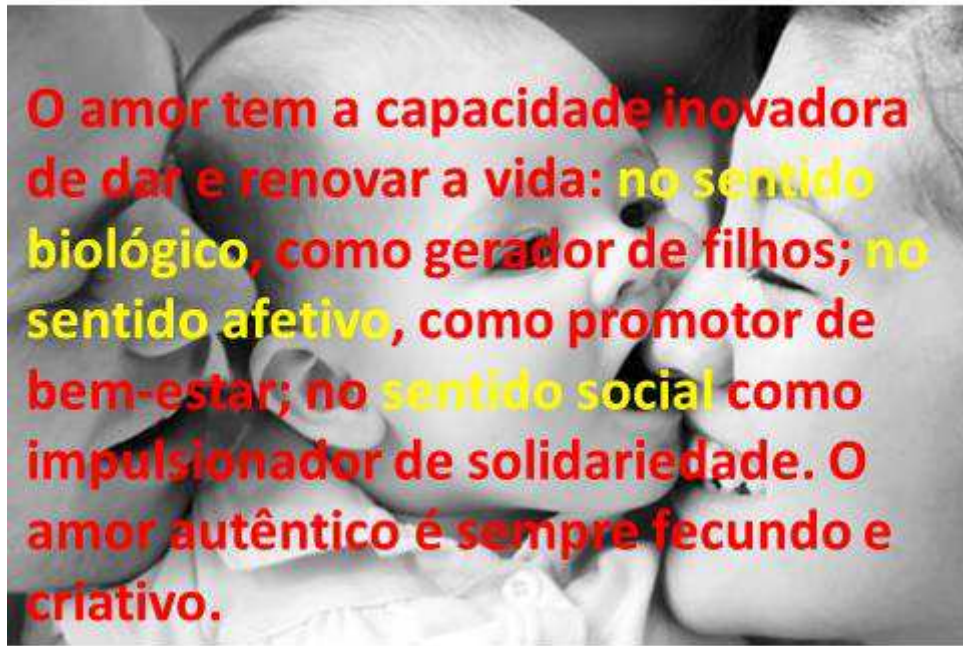 O amor tem a capacidade inovadora
de dar e renovar a vida: no sentido
biológico, como gerador de filhos; no
sentido afetivo, como promotor de
bem-estar; no sentido social como
impulsionador de solidariedade. O
amor autêntico é sempre fecundo e
criativo.